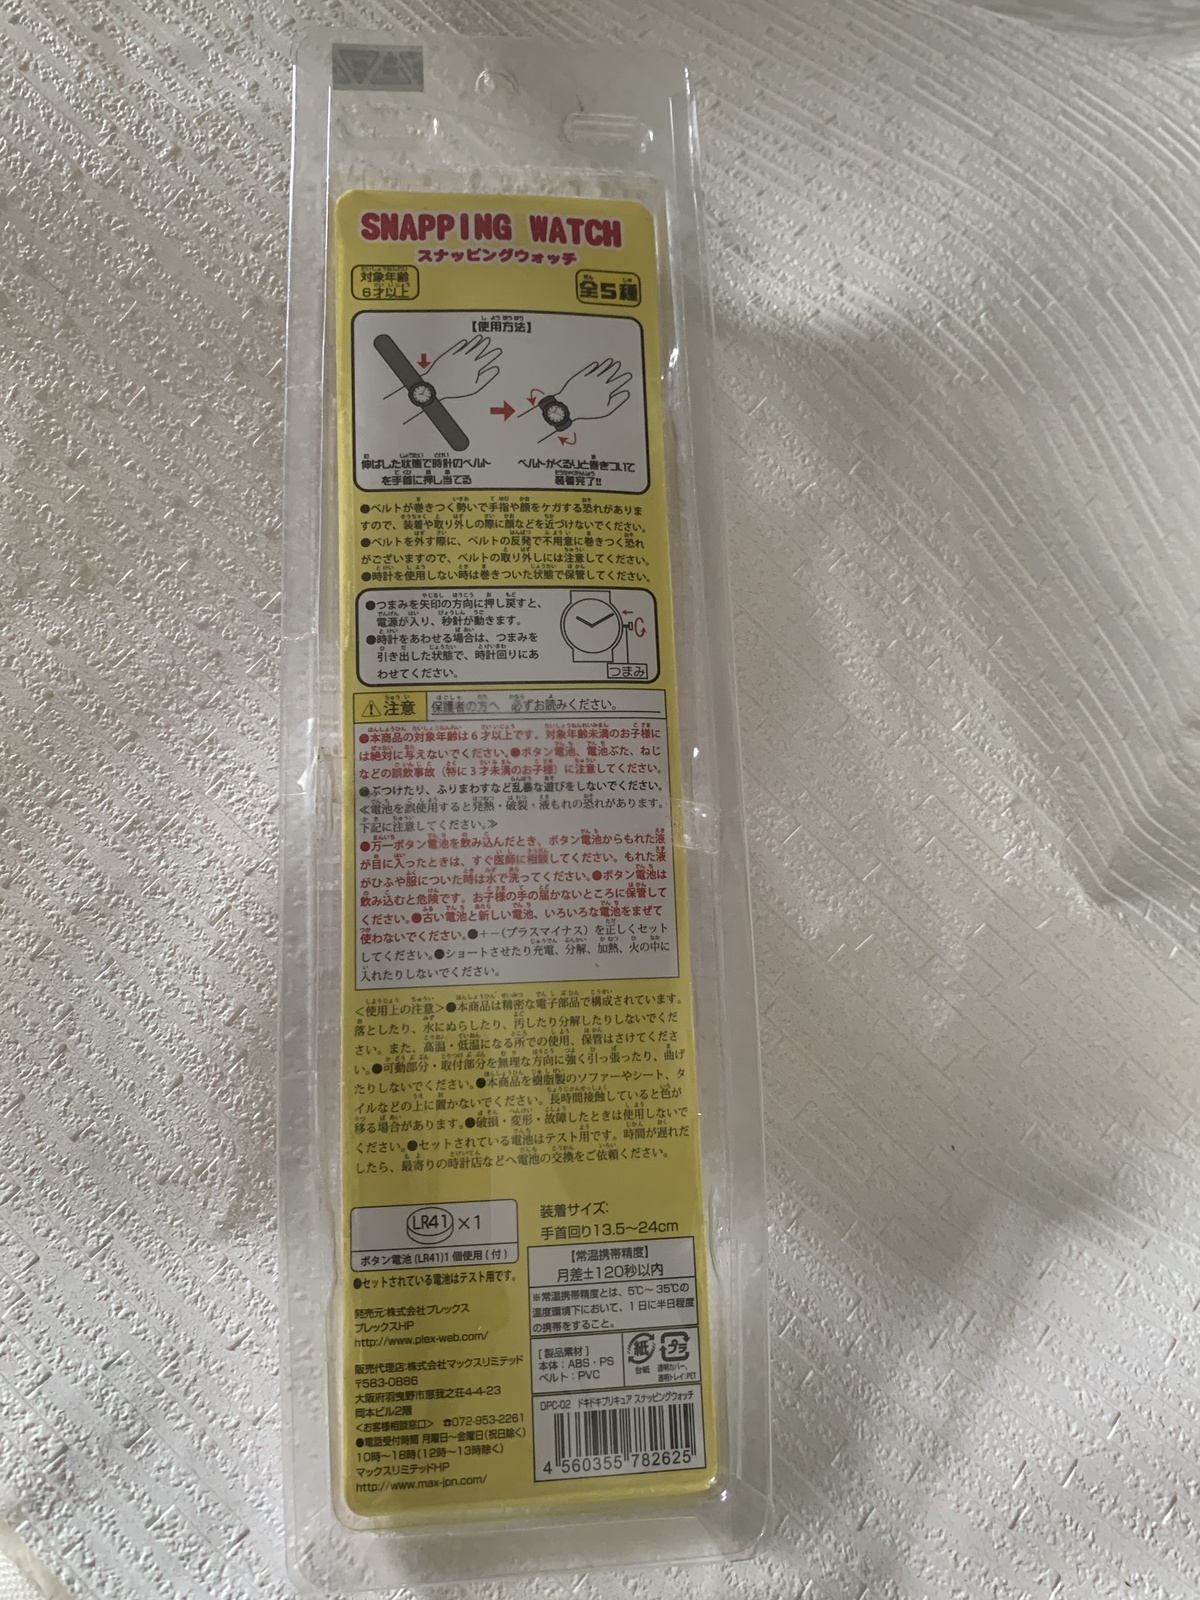 SNAPPING WATCH
スナッピングウォッチ
対象年齢
6才以上
全5種
【使用方法】
伸ばした状態で時計のベルト
を手首に押し当てる
ベルトがくるりと巻きついて
装着完了!!
●ベルトが巻きつく勢いで手指や顔をケガする恐れがありま
すので、装着や取り外しの際に顔などを近づけないでください。
●ベルトを外す際に、ベルトの反発で不用意に巻きつく恐れ
がございますので、ベルトの取り外しには注意してください。
●時計を使用しない時は巻きついた状態で保管してください。
●つまみを矢印の方向に押し戻すと、
電源が入り、秒針が動きます。
●時計をあわせる場合は、つまみを
引き出した状態で、時計回りにあ
わせてください。
つまみ
注意 保護者の方へ 必ずお読みください。
●本商品の対象年齢は6才以上です。対象年齢未満のお子様に
は絶対に与えないでください。●ボタン電池、電池ぶた、ねじ
などの誤飲事故(特に3才未満のお子様)に注意してください。
●ぶつけたり、ふりまわすなど乱暴な遊びをしないでください。
≪電池を誤使用すると発熱・破裂・液もれの恐れがあります。
下記に注意してください。≫
●万一ボタン電池を飲み込んだとき、ボタン電池からもれた液
が目に入ったときは、すぐ医師に相談してください。もれた液
がひふや服についた時は水で洗ってください。●ボタン電池は
飲み込むと危険です。お子様の手の届かないところに保管して
ください。●古い電池と新しい電池、いろいろな電池をまぜて
使わないでください。●+−(プラスマイナス)を正しくセット
してください。●ショートさせたり充電、分解、加熱、火の中に
入れたりしないでください。
<使用上の注意>●本商品は精密な電子部品で構成されています。
落としたり、水にぬらしたり、汚したり分解したりしないでくだ
さい。また、高温・低温になる所での使用、保管はさけてくださ
い。●可動部分・取付部分を無理な方向に強く引っ張ったり、曲げ
たりしないでください。●本商品を樹脂製のソファーやシート、タ
イルなどの上に置かないでください。長時間接触していると色が
移る場合があります。●破損・変形・故障したときは使用しないで
ください。●セットされている電池はテスト用です。時間が遅れだ
したら、最寄りの時計店などへ電池の交換をご依頼ください。
LR41 ×1
ボタン電池(LR41)1個使用(付)
●セットされている電池はテスト用です。
発売元:株式会社プレックス
プレックスHP
http://www.plex-web.com/
販売代理店:株式会社マックスリミテッド
〒583-0886
大阪府羽曳野市恵我之荘4-4-23
岡本ビル2階
<お客様相談窓口> ☎072-953-2261
●電話受付時間 月曜日〜金曜日(祝日除く)
10時〜18時(12時〜13時除く)
マックスリミテッドHP
http://www.max-jpn.com/
装着サイズ:
手首回り13.5〜24cm
【常温携帯精度】
月差±120秒以内
※常温携帯精度とは、5℃〜35℃の
温度環境下において、1日に半日程度
の携帯をすること。
[製品素材]
本体:ABS・PS
ベルト:PVC
紙
台紙
プラ
透明カバー、
透明トレイ:PET
DPC-02 ドキドキプリキュア スナッピングウォッチ
4 560355 782625